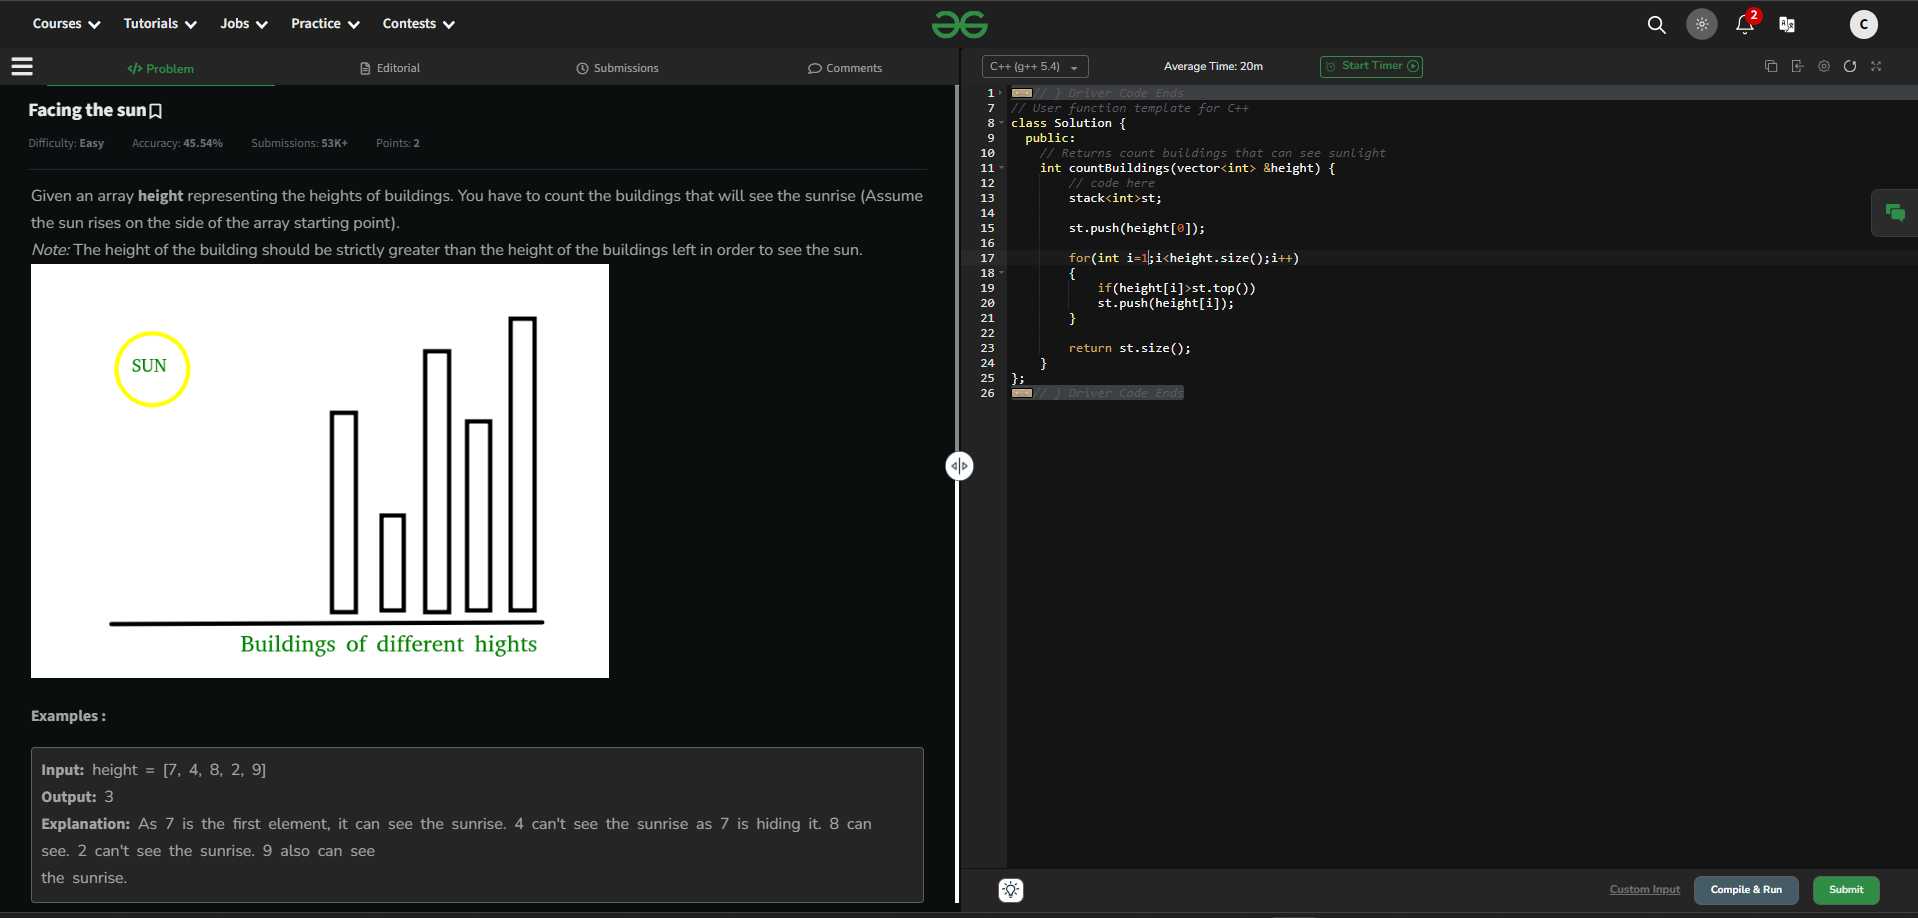 Courses Tutorials Jobs Practice Contests
2
C
Problem Editorial Submissions Comments
Facing the sun
Difficulty: Easy Accuracy: 45.54% Submissions: 53K+ Points: 2
Given an array height representing the heights of buildings. You have to count the buildings that will see the sunrise (Assume
the sun rises on the side of the array starting point).
Note: The height of the building should be strictly greater than the height of the buildings left in order to see the sun.
SUN
Buildings of different hights
Examples :
Input: height = [7, 4, 8, 2, 9]
Output: 3
Explanation: As 7 is the first element, it can see the sunrise. 4 can't see the sunrise as 7 is hiding it. 8 can
see. 2 can't see the sunrise. 9 also can see
the sunrise.
C++ (g++ 5.4) Average Time: 20m Start Timer
1 // } Driver Code Ends
7 // User function template for C++
8 class Solution {
9 public:
10 // Returns count buildings that can see sunlight
11 int countBuildings(vector<int> &height) {
12 // code here
13 stack<int>st;
14
15 st.push(height[0]);
16
17 for(int i=1;i<height.size();i++)
18 {
19 if(height[i]>st.top())
20 st.push(height[i]);
21 }
22
23 return st.size();
24 }
25 };
26 // } Driver Code Ends
Custom Input Compile & Run Submit